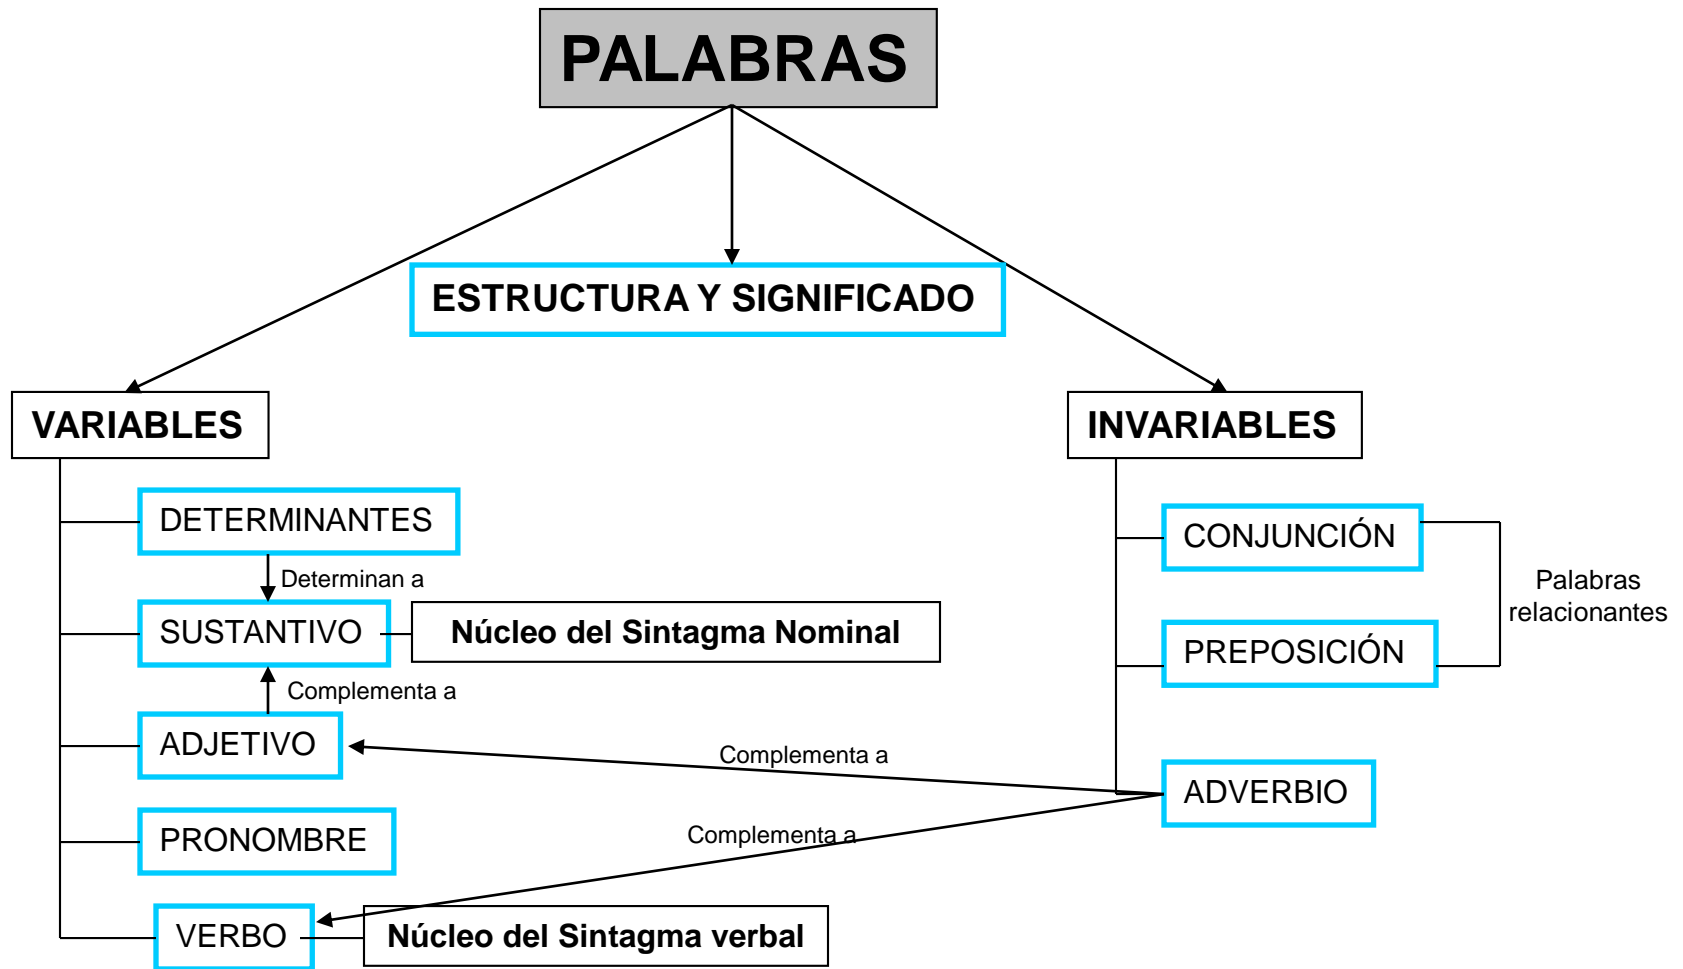 PALABRAS
ESTRUCTURA Y SIGNIFICADO
VARIABLES
INVARIABLES
DETERMINANTES
Determinan a
SUSTANTIVO
Núcleo del Sintagma Nominal
Complementa a
ADJETIVO
Complementa a
PRONOMBRE
Complementa a
VERBO
Núcleo del Sintagma verbal
CONJUNCIÓN
Palabras
relacionantes
PREPOSICIÓN
ADVERBIO